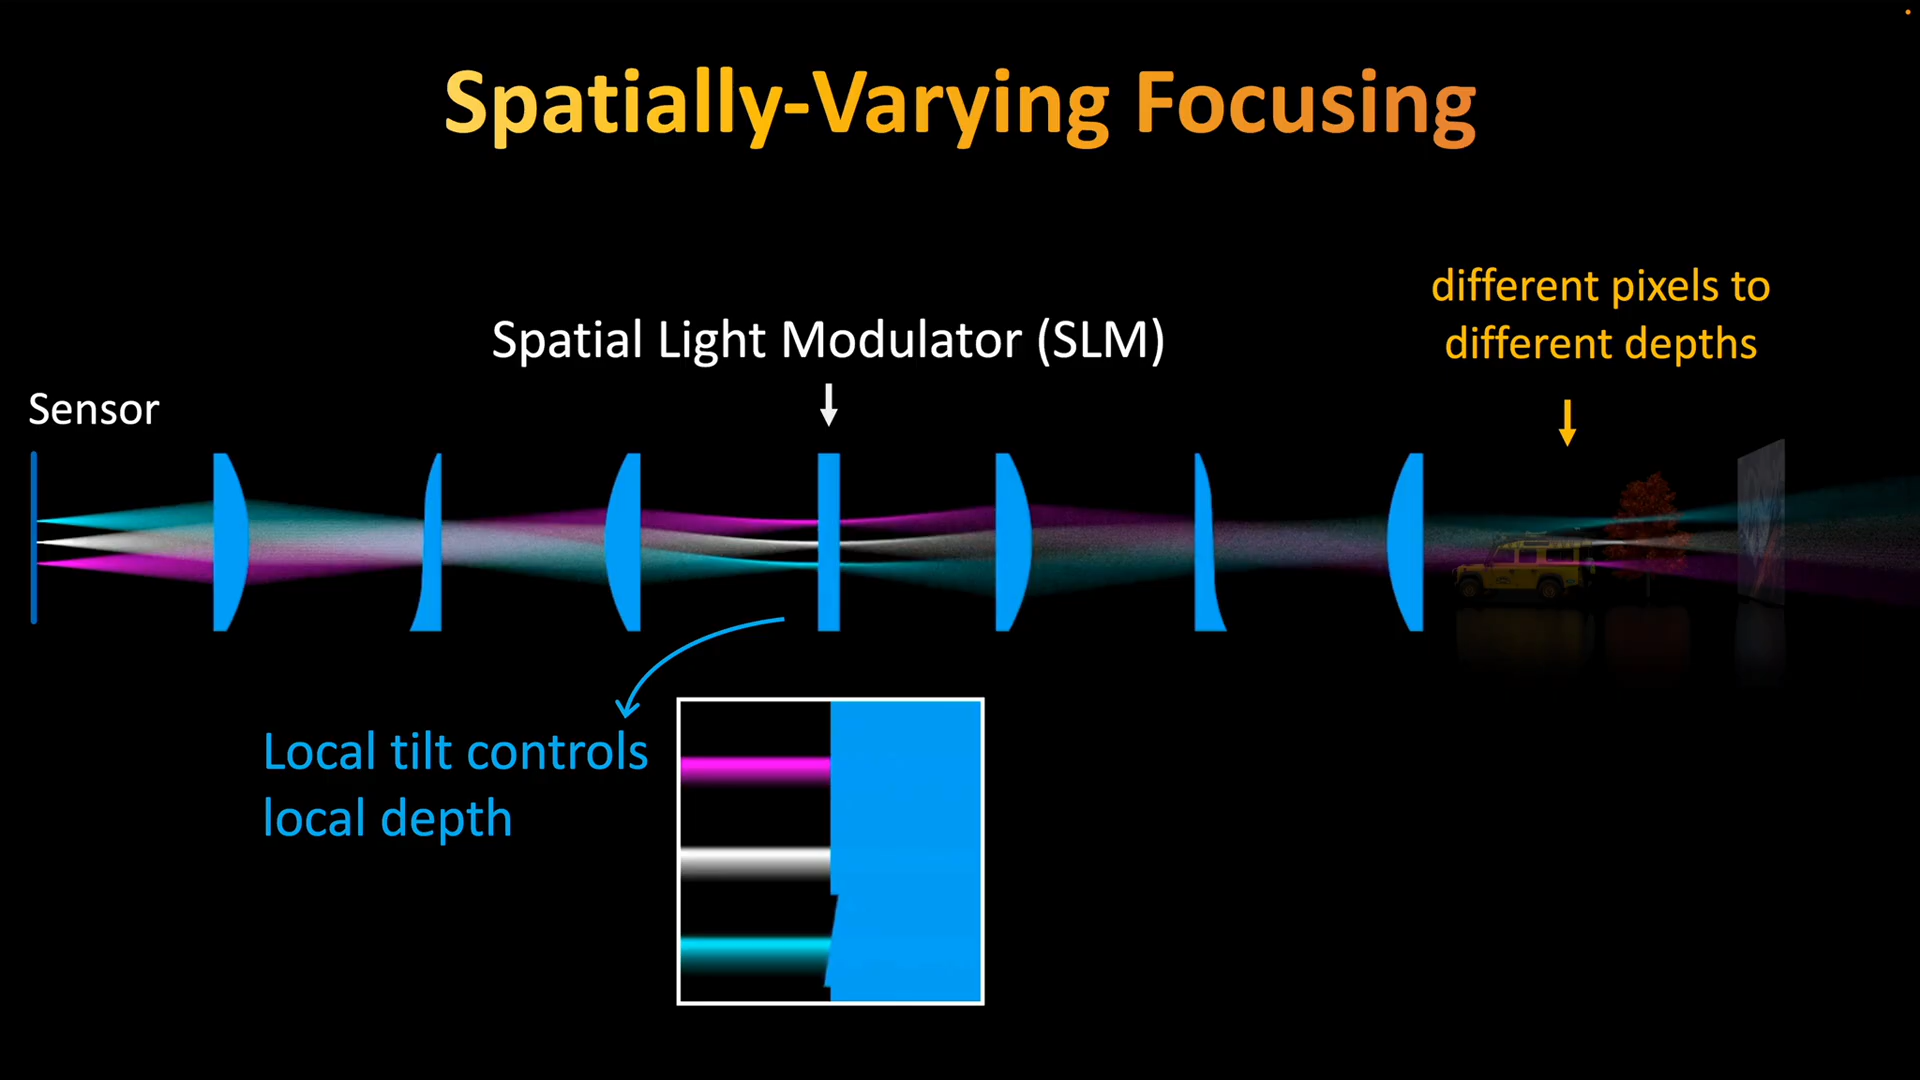 Spatially-Varying Focusing
different pixels to
different depths
Spatial Light Modulator (SLM)
Sensor
Local tilt controls
local depth